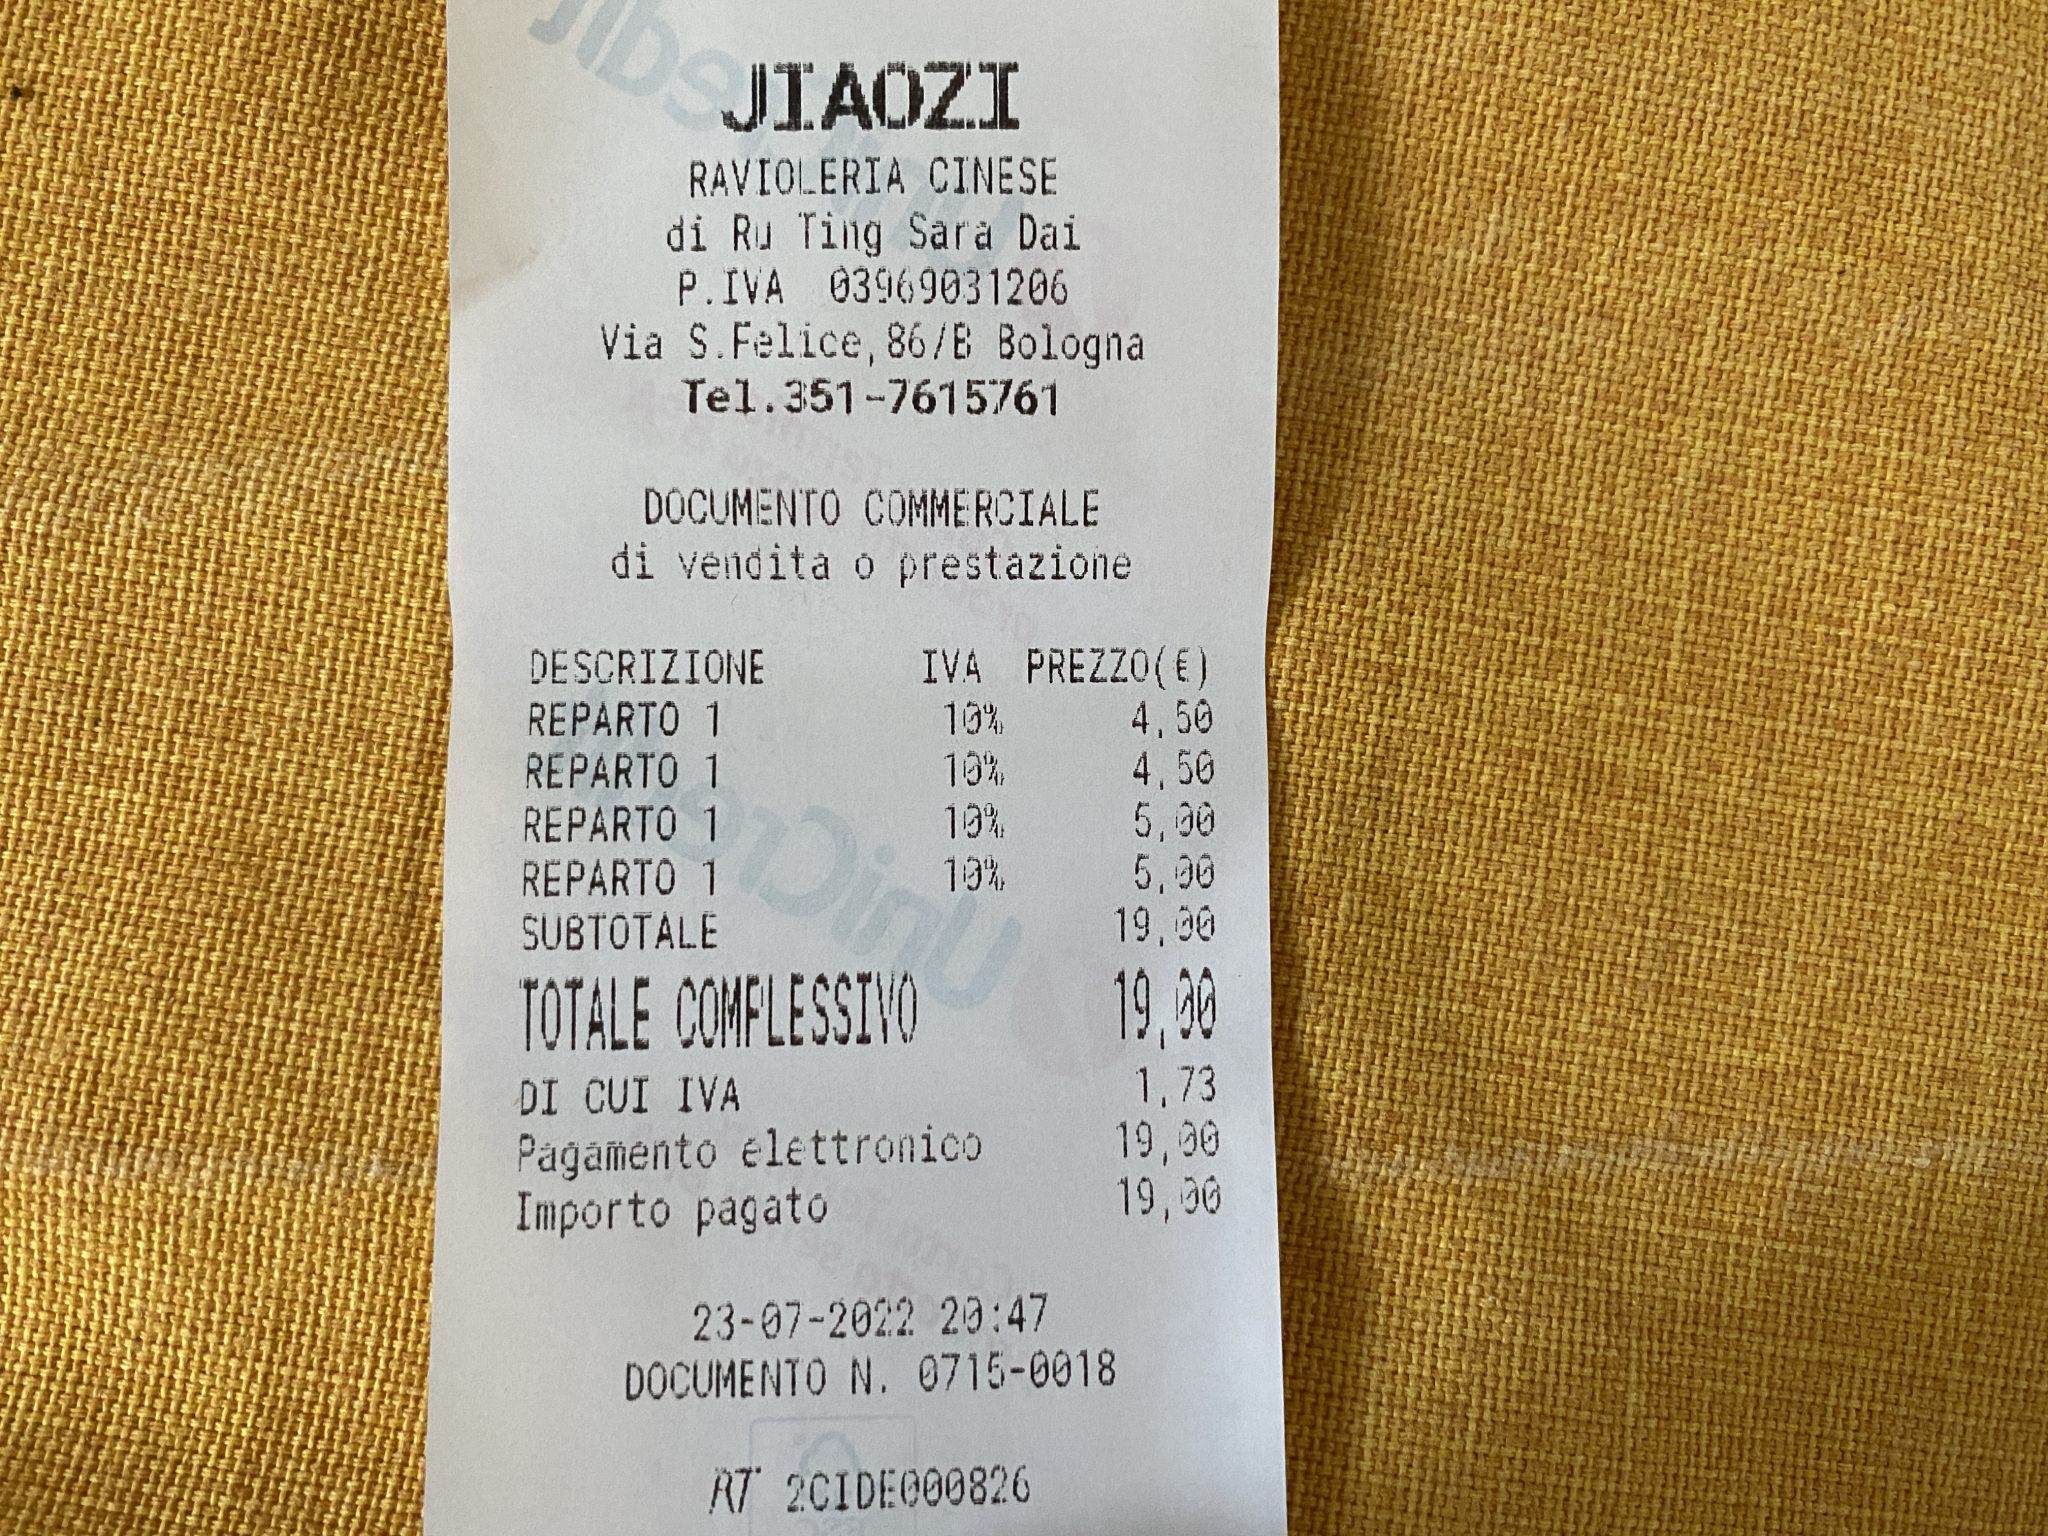 JIAOZI
RAVIOLERIA CINESE
di Ru Ting Sara Dai
P.IVA 03969031206
Via S.Felice,86/B Bologna
Tel.351-7615761
DOCUMENTO COMMERCIALE
di vendita o prestazione
DESCRIZIONE IVA PREZZO(€)
REPARTO 1 10% 4,50
REPARTO 1 10% 4,50
REPARTO 1 10% 5,00
REPARTO 1 10% 5,00
SUBTOTALE 19,00
TOTALE COMPLESSIVO 19,00
DI CUI IVA 1,73
Pagamento elettronico 19,00
Importo pagato 19,00
23-07-2022 20:47
DOCUMENTO N. 0715-0018
RT 2CIDE000826